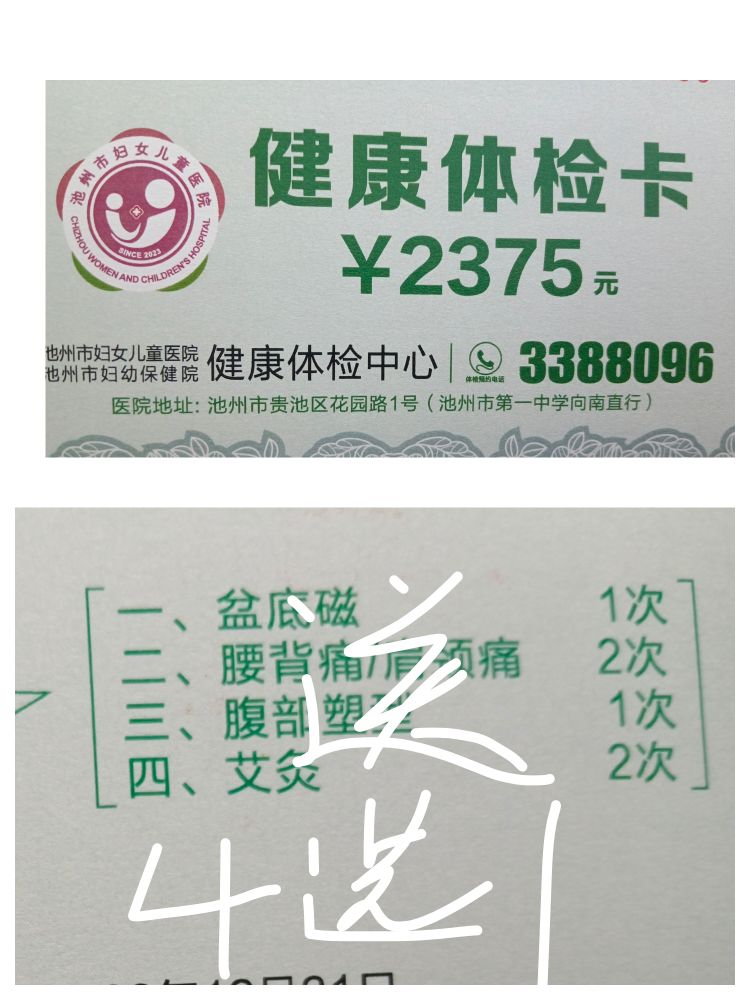 池州市妇女儿童医院
CHIZHOU WOMEN AND CHILDREN'S HOSPITAL
SINCE 2023
健康体检卡
¥2375元
池州市妇女儿童医院
池州市妇幼保健院
健康体检中心
体检预约电话
3388096
医院地址: 池州市贵池区花园路1号（池州市第一中学向南直行）
一、盆底磁 1次
二、腰背痛/肩颈痛 2次
三、腹部塑型 1次
四、艾灸 2次
送
4选1